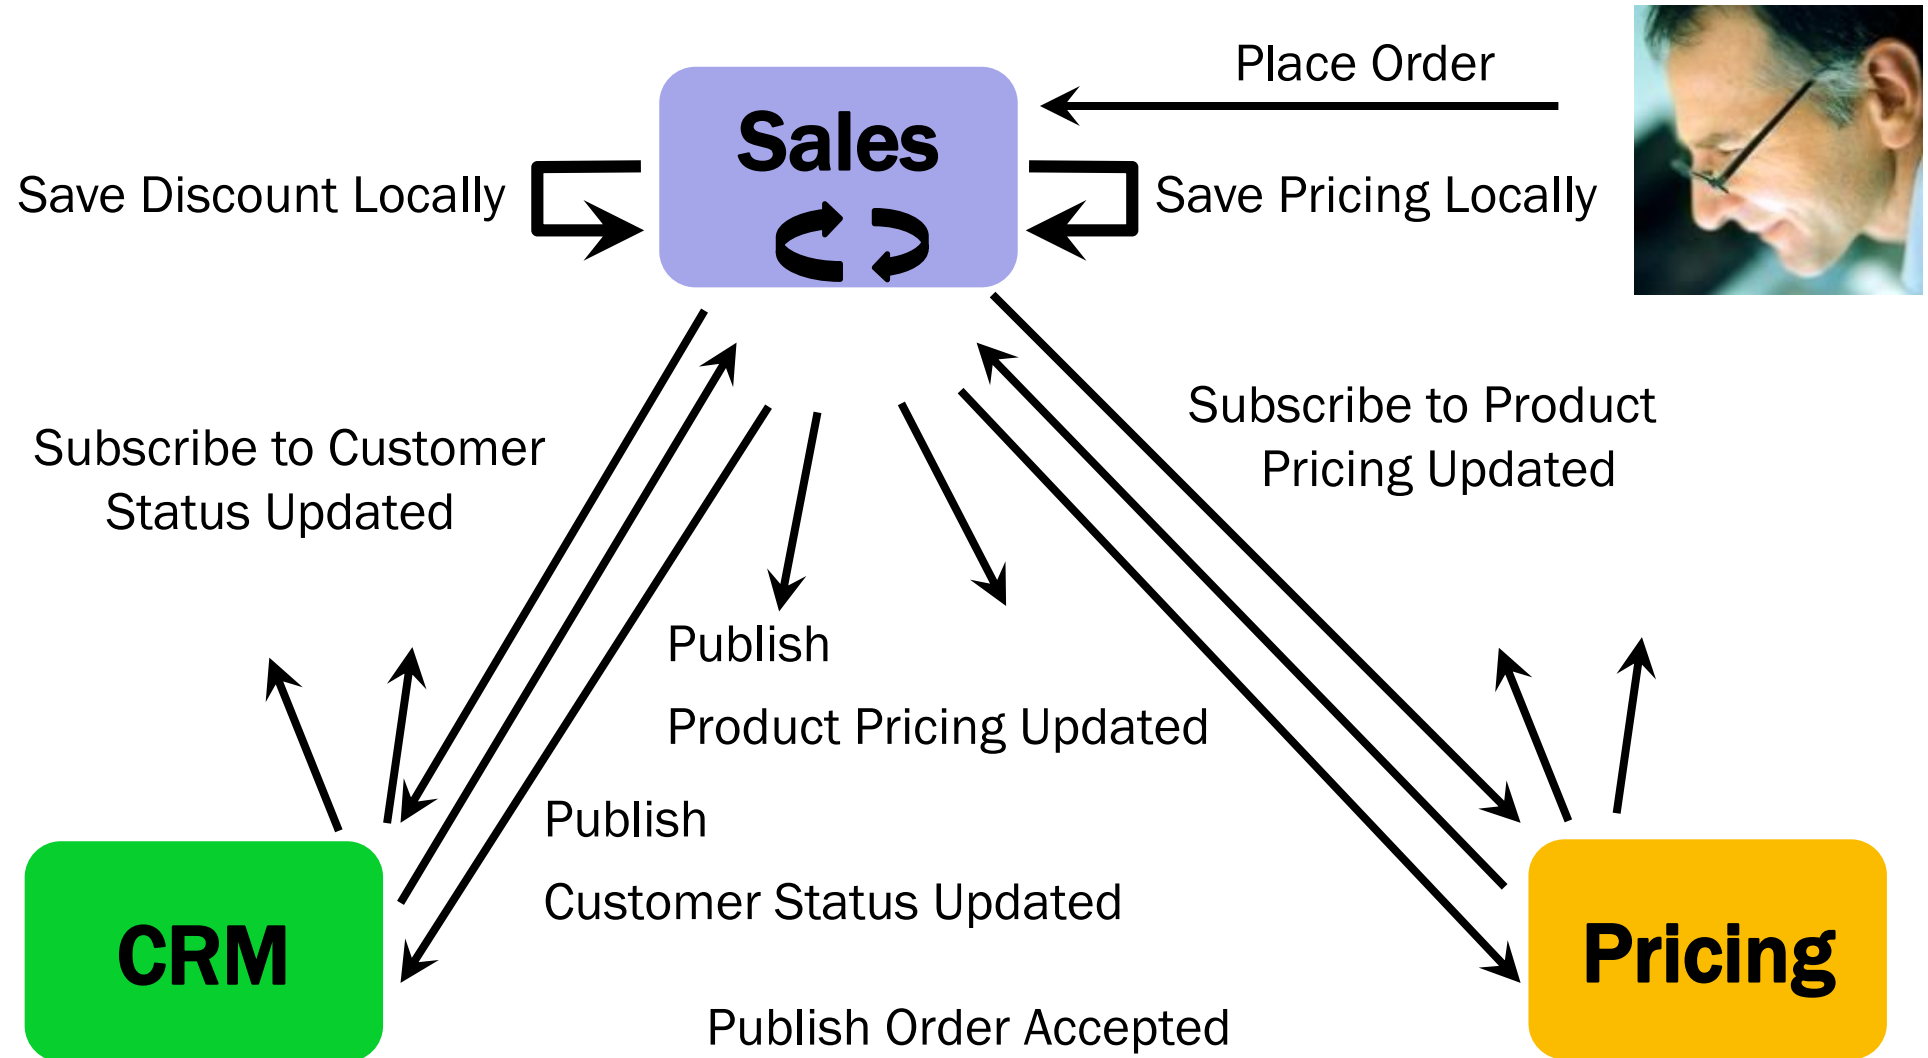 Place Order
Sales
Save Discount Locally
Save Pricing Locally
Subscribe to Product
Pricing Updated
Subscribe to Customer
Status Updated
Publish
Product Pricing Updated
Publish
Customer Status Updated
CRM
Pricing
Publish Order Accepted